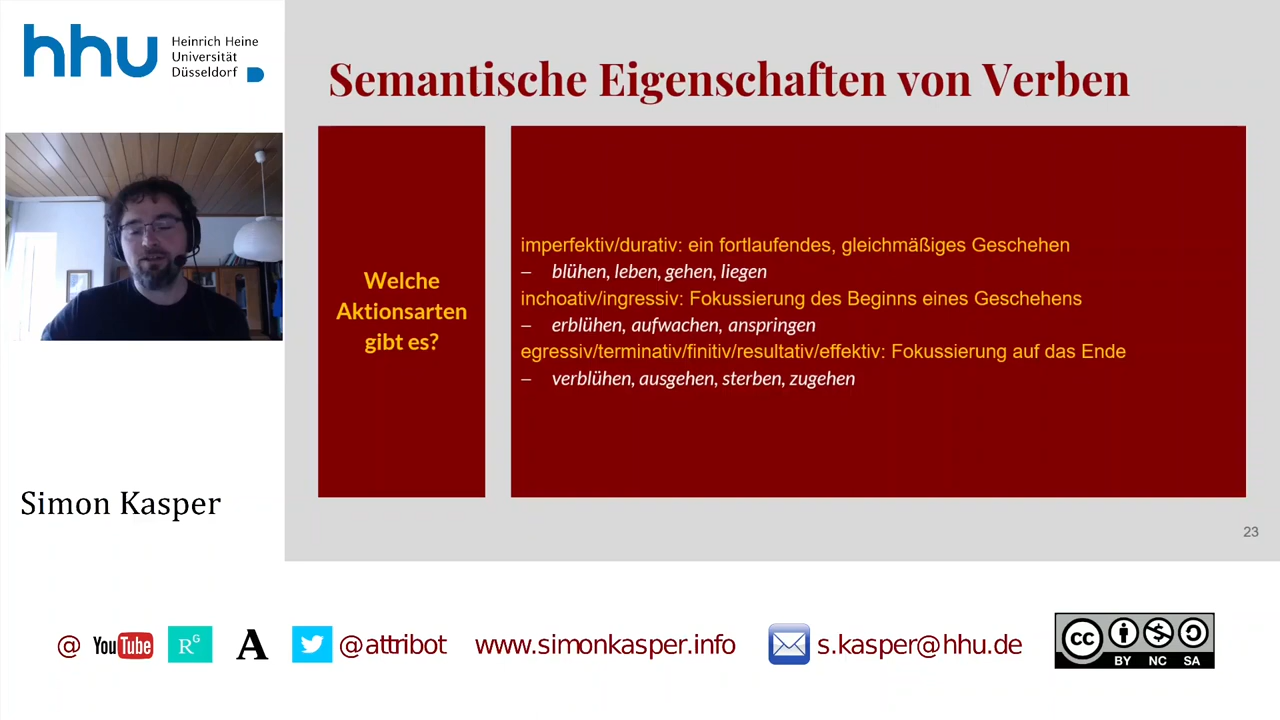 hhu
Heinrich Heine
Universität
Düsseldorf
Semantische Eigenschaften von Verben
Welche
Aktionsarten
gibt es?
imperfektiv/durativ: ein fortlaufendes, gleichmäßiges Geschehen
– blühen, leben, gehen, liegen
inchoativ/ingressiv: Fokussierung des Beginns eines Geschehens
– erblühen, aufwachen, anspringen
egressiv/terminativ/finitiv/resultativ/effektiv: Fokussierung auf das Ende
– verblühen, ausgehen, sterben, zugehen
Simon Kasper
23
@ YouTube RG A @attribot www.simonkasper.info s.kasper@hhu.de
cc BY NC SA